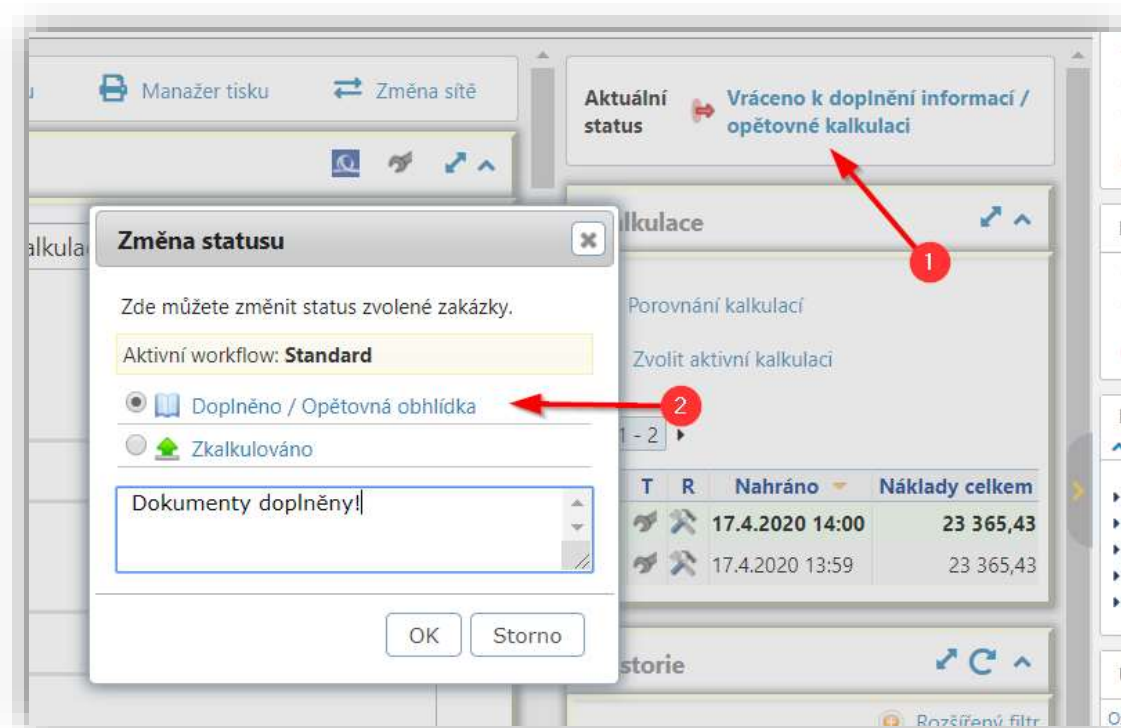 Manažer tisku
Změna sítě
Aktuální status
Vráceno k doplnění informací /
opětovné kalkulaci
1
Změna statusu
Zde můžete změnit status zvolené zakázky.
Aktivní workflow: Standard
Doplněno / Opětovná obhlídka
2
Zkalkulováno
Dokumenty doplněny!
OK Storno
Porovnání kalkulací
Zvolit aktivní kalkulaci
1 - 2
T R Nahráno Náklady celkem
17.4.2020 14:00 23 365,43
17.4.2020 13:59 23 365,43
storie
Rozšířený filtr